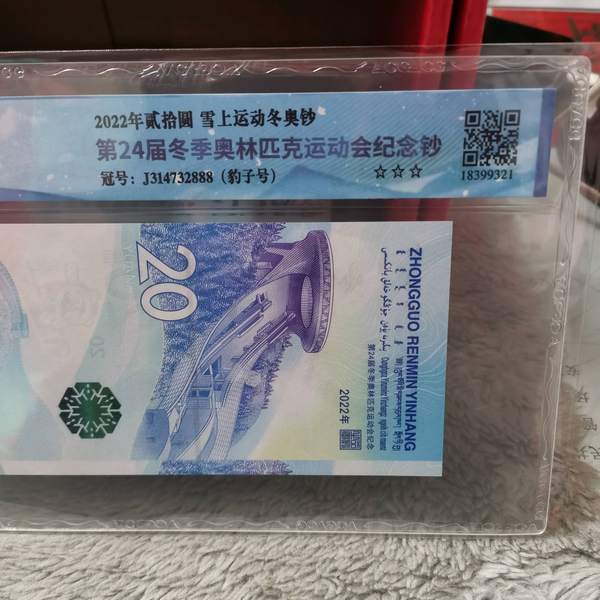 2022年贰拾圆 雪上运动冬奥钞
第24届冬季奥林匹克运动会纪念钞
冠号：J314732888（豹子号）
☆☆☆
18399321
20
ZHONGGUO RENMIN YINHANG
第24届冬季奥林匹克运动会纪念
2022年